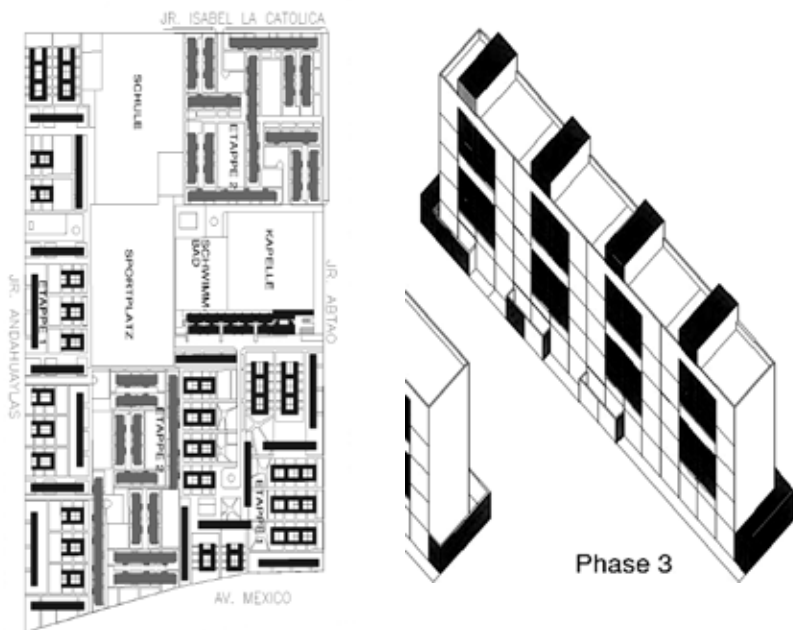 JR. ISABEL LA CATOLICA
SCHULE
ETAPPE 2
SCHWIMM-
BAD
KAPELLE
SPORTPLATZ
JR. ABTAO
ETAPPE 1
JR. ANDAHUAYLAS
ETAPPE 2
ETAPPE 1
AV. MEXICO
Phase 3